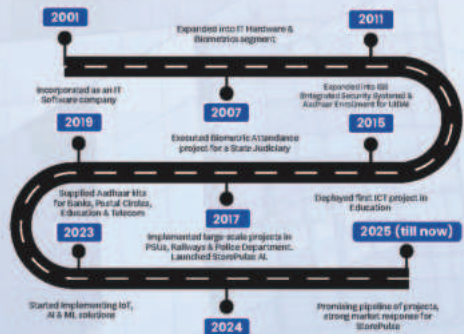 2001
Incorporated as an IT
Software company
Expanded into IT Hardware &
Biometrics segment
2007
2011
Expanded into ISS
(Integrated Security Systems) &
Aadhaar Enrolment for UIDAI
2015
Deployed first ICT project in
Education
Executed Biometric Attendance
project for a State Judiciary
2017
2019
Supplied Aadhaar kits
for Banks, Postal Circles,
Education & Telecom
2023
Started implementing IoT,
AI & ML solutions
Implemented large-scale projects in
PSUs, Railways & Police Department.
Launched StorePulse AI.
2024
2025 (till now)
Promising pipeline of projects,
strong market response for
StorePulse